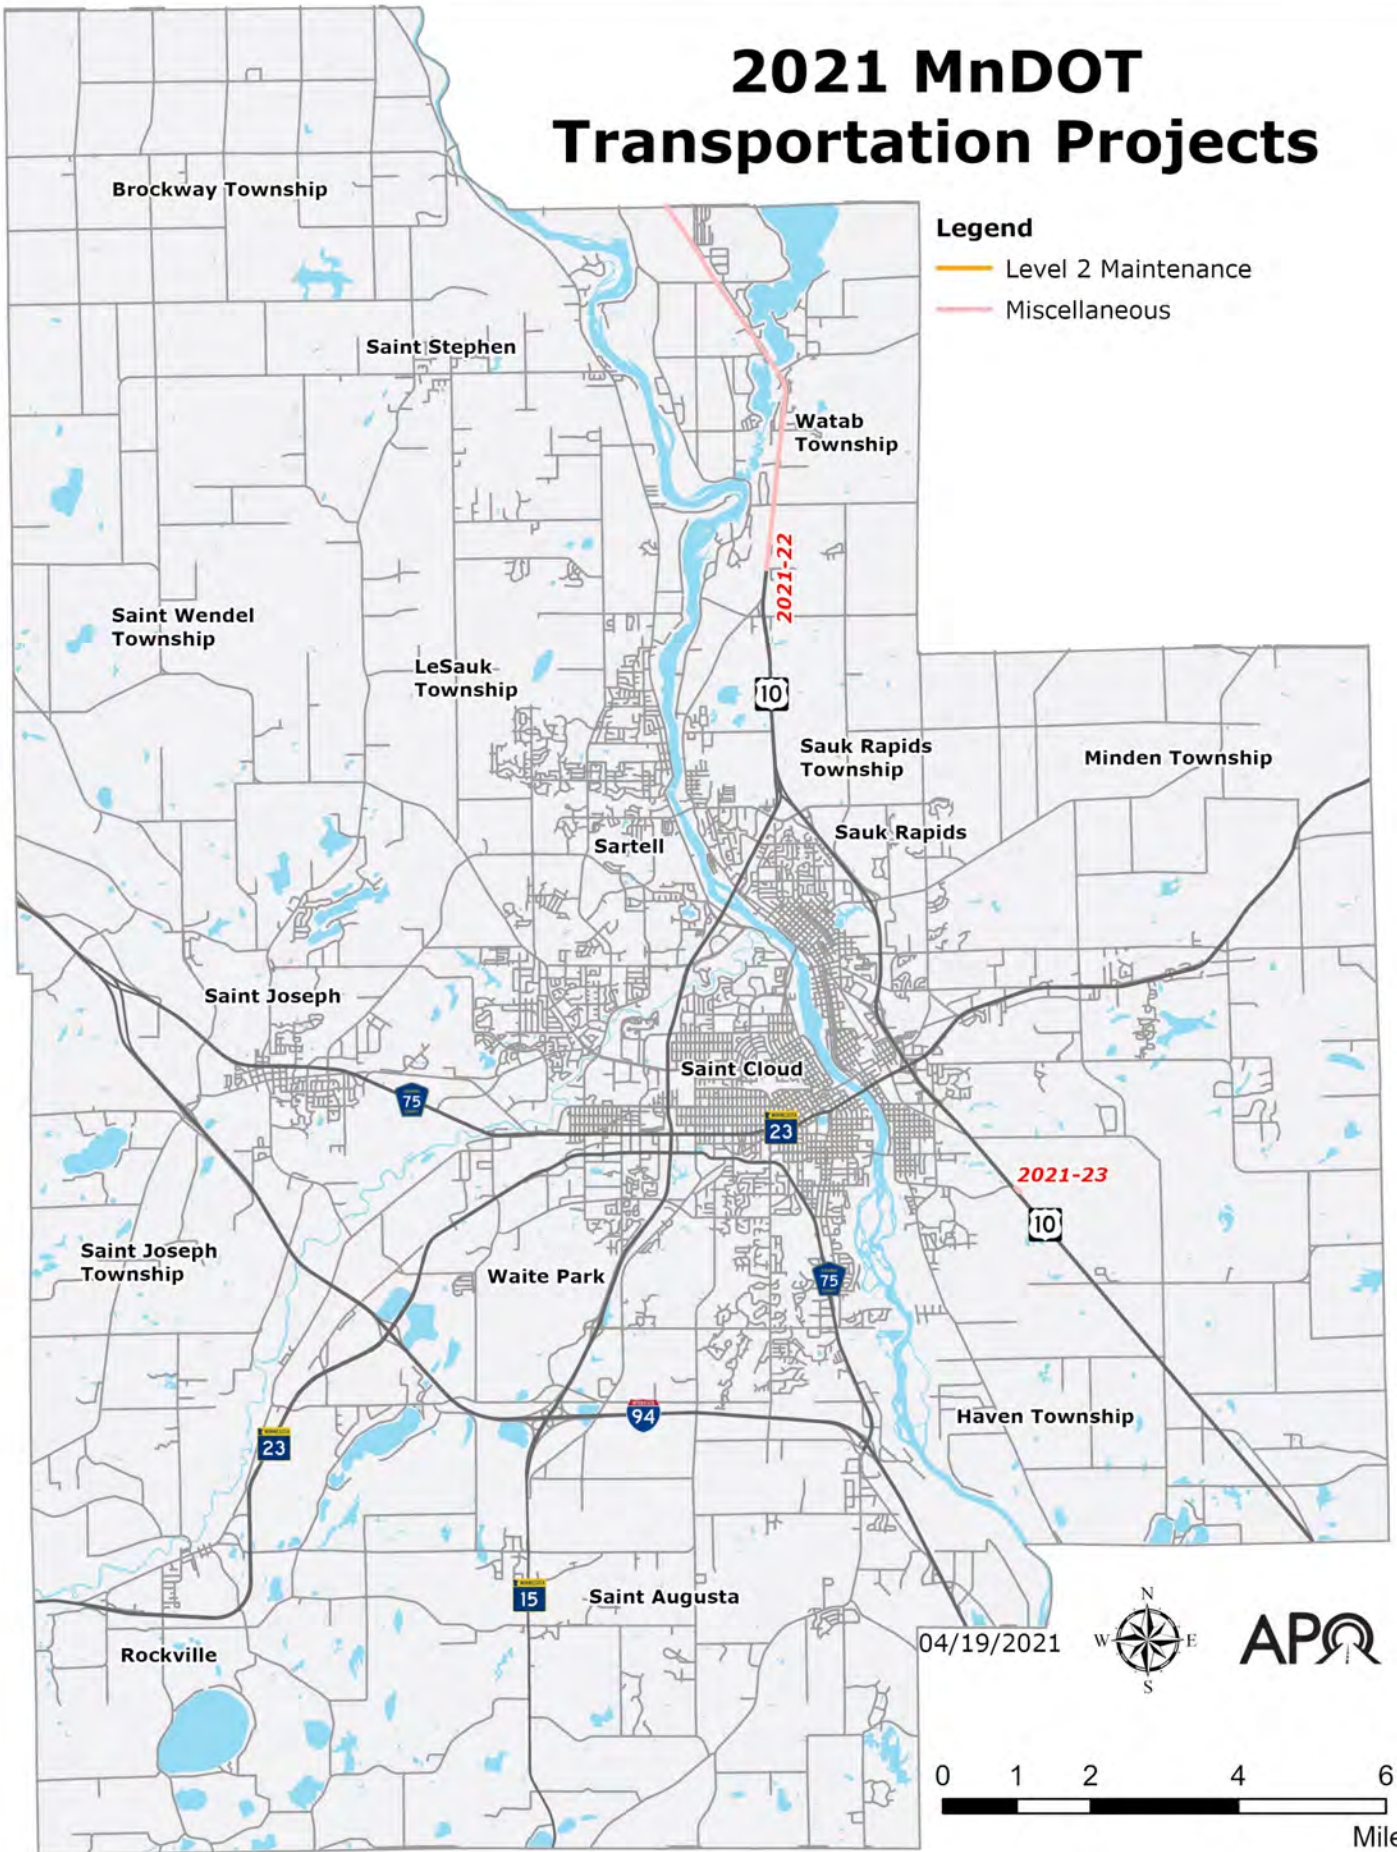 2021 MnDOT
Transportation Projects
Legend
Level 2 Maintenance
Miscellaneous
Brockway Township
Saint Stephen
Watab
Township
2021-22
Saint Wendel
Township
LeSauk
Township
10
Sauk Rapids
Township
Minden Township
Sauk Rapids
Sartell
Saint Joseph
Saint Cloud
75
23
2021-23
10
Saint Joseph
Township
Waite Park
75
94
Haven Township
23
15
Saint Augusta
Rockville
04/19/2021
N
W
E
S
APO
0 1 2 4 6
Mile